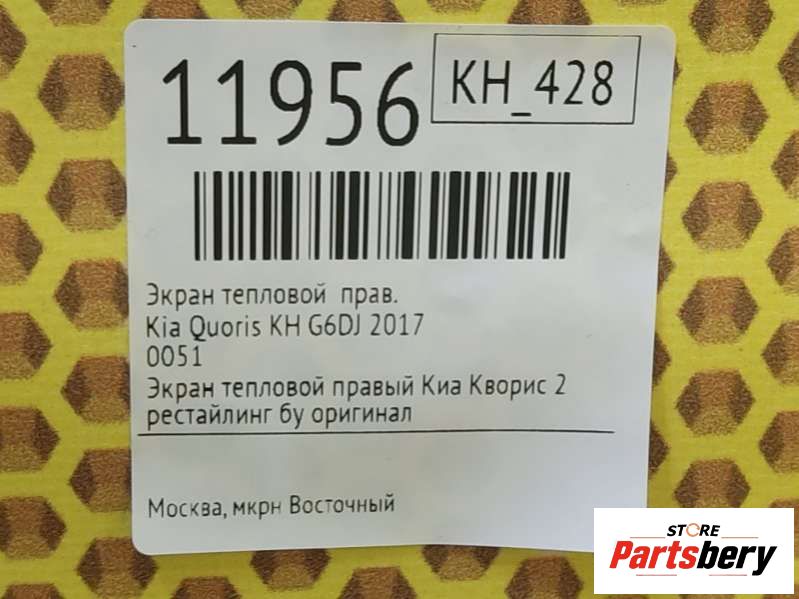 11956
KH_428
Экран тепловой прав.
Kia Quoris KH G6DJ 2017
0051
Экран тепловой правый Киа Кворис 2
рестайлинг бу оригинал
Москва, мкрн Восточный
STORE
Partsbery